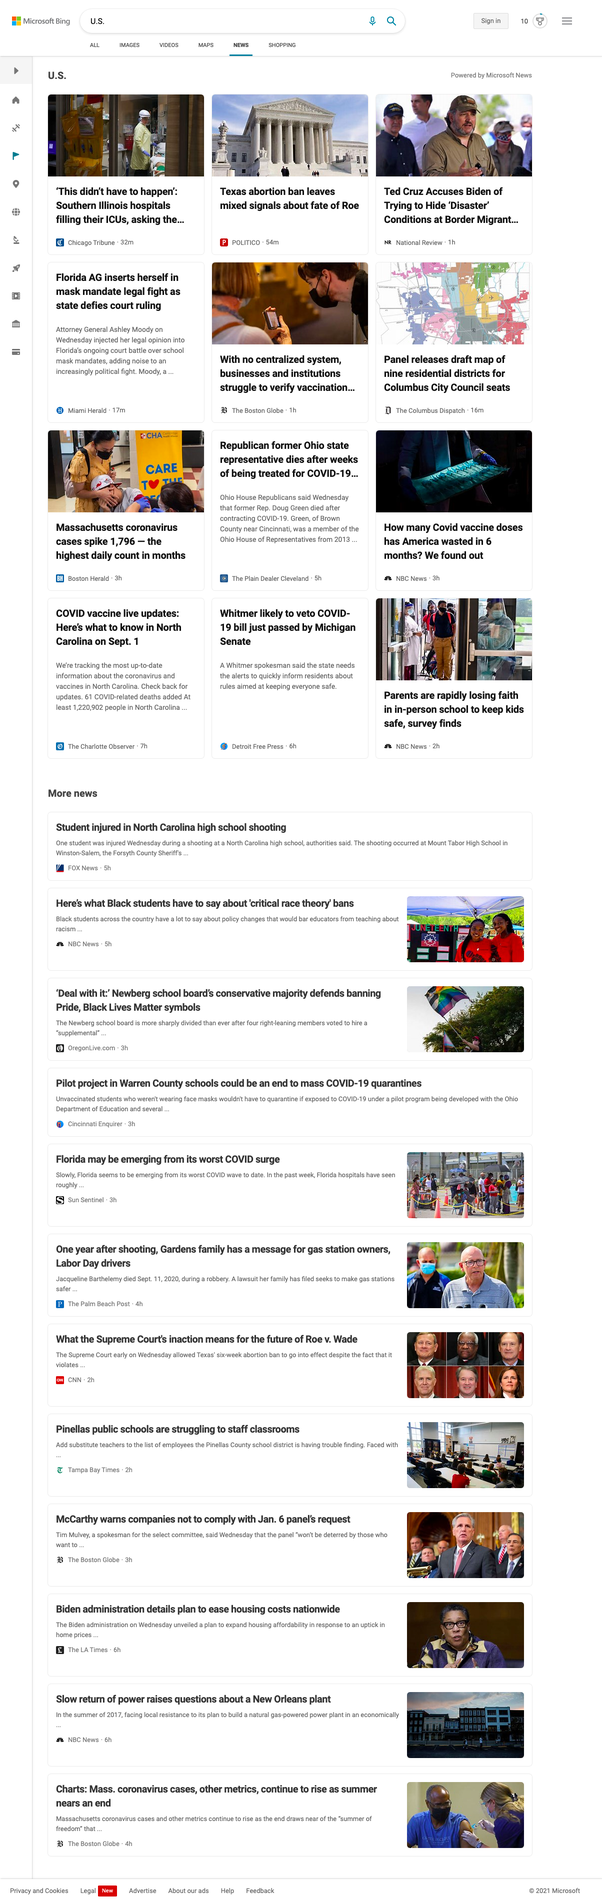 Microsoft Bing
U.S.
Sign in
10
ALL IMAGES VIDEOS MAPS NEWS SHOPPING
U.S.
Powered by Microsoft News
'This didn't have to happen':
Southern Illinois hospitals
filling their ICUs, asking the...
Chicago Tribune · 32m
Texas abortion ban leaves
mixed signals about fate of Roe
POLITICO · 54m
Ted Cruz Accuses Biden of
Trying to Hide 'Disaster'
Conditions at Border Migrant...
NR National Review · 1h
Florida AG inserts herself in
mask mandate legal fight as
state defies court ruling
Attorney General Ashley Moody on
Wednesday injected her legal opinion into
Florida's ongoing court battle over school
mask mandates, adding noise to an
increasingly political fight. Moody, a ...
Miami Herald · 17m
With no centralized system,
businesses and institutions
struggle to verify vaccination...
The Boston Globe · 1h
Panel releases draft map of
nine residential districts for
Columbus City Council seats
The Columbus Dispatch · 16m
CHA
CARE
Massachusetts coronavirus
cases spike 1,796 — the
highest daily count in months
Boston Herald · 3h
Republican former Ohio state
representative dies after weeks
of being treated for COVID-19...
Ohio House Republicans said Wednesday
that former Rep. Doug Green died after
contracting COVID-19. Green, of Brown
County near Cincinnati, was a member of the
Ohio House of Representatives from 2013 ...
The Plain Dealer Cleveland · 5h
How many Covid vaccine doses
has America wasted in 6
months? We found out
NBC News · 3h
COVID vaccine live updates:
Here's what to know in North
Carolina on Sept. 1
We're tracking the most up-to-date
information about the coronavirus and
vaccines in North Carolina. Check back for
updates. 61 COVID-related deaths added At
least 1,220,902 people in North Carolina ...
The Charlotte Observer · 7h
Whitmer likely to veto COVID-
19 bill just passed by Michigan
Senate
A Whitmer spokesman said the state needs
the alerts to quickly inform residents about
rules aimed at keeping everyone safe.
Detroit Free Press · 6h
Parents are rapidly losing faith
in in-person school to keep kids
safe, survey finds
NBC News · 2h
More news
Student injured in North Carolina high school shooting
One student was injured Wednesday during a shooting at a North Carolina high school, authorities said. The shooting occurred at Mount Tabor High School in
Winston-Salem, the Forsyth County Sheriff's ...
FOX News · 5h
Here's what Black students have to say about 'critical race theory' bans
Black students across the country have a lot to say about policy changes that would bar educators from teaching about
racism ...
NBC News · 5h
JUNETEENTH
'Deal with it:' Newberg school board's conservative majority defends banning
Pride, Black Lives Matter symbols
The Newberg school board is more sharply divided than ever after four right-leaning members voted to hire a
"supplemental" ...
OregonLive.com · 3h
Pilot project in Warren County schools could be an end to mass COVID-19 quarantines
Unvaccinated students who weren't wearing face masks wouldn't have to quarantine if exposed to COVID-19 under a pilot program being developed with the Ohio
Department of Education and several ...
Cincinnati Enquirer · 3h
Florida may be emerging from its worst COVID surge
Slowly, Florida seems to be emerging from its worst COVID wave to date. In the past week, Florida hospitals have seen
roughly ...
Sun Sentinel · 3h
One year after shooting, Gardens family has a message for gas station owners,
Labor Day drivers
Jacqueline Barthelemy died Sept. 11, 2020, during a robbery. A lawsuit her family has filed seeks to make gas stations
safer ...
The Palm Beach Post · 4h
What the Supreme Court's inaction means for the future of Roe v. Wade
The Supreme Court early on Wednesday allowed Texas' six-week abortion ban to go into effect despite the fact that it
violates ...
CNN · 2h
Pinellas public schools are struggling to staff classrooms
Add substitute teachers to the list of employees the Pinellas County school district is having trouble finding. Faced with
...
Tampa Bay Times · 2h
McCarthy warns companies not to comply with Jan. 6 panel's request
Tim Mulvey, a spokesman for the select committee, said Wednesday that the panel "won't be deterred by those who
want to ...
The Boston Globe · 3h
Biden administration details plan to ease housing costs nationwide
The Biden administration on Wednesday unveiled a plan to expand housing affordability in response to an uptick in
home prices ...
The LA Times · 6h
Slow return of power raises questions about a New Orleans plant
In the summer of 2017, facing local resistance to its plan to build a natural gas-powered power plant in an economically
...
NBC News · 6h
Charts: Mass. coronavirus cases, other metrics, continue to rise as summer
nears an end
Massachusetts coronavirus cases and other metrics continue to rise as the end draws near of the "summer of
freedom" that ...
The Boston Globe · 4h
Privacy and Cookies Legal New Advertise About our ads Help Feedback © 2021 Microsoft